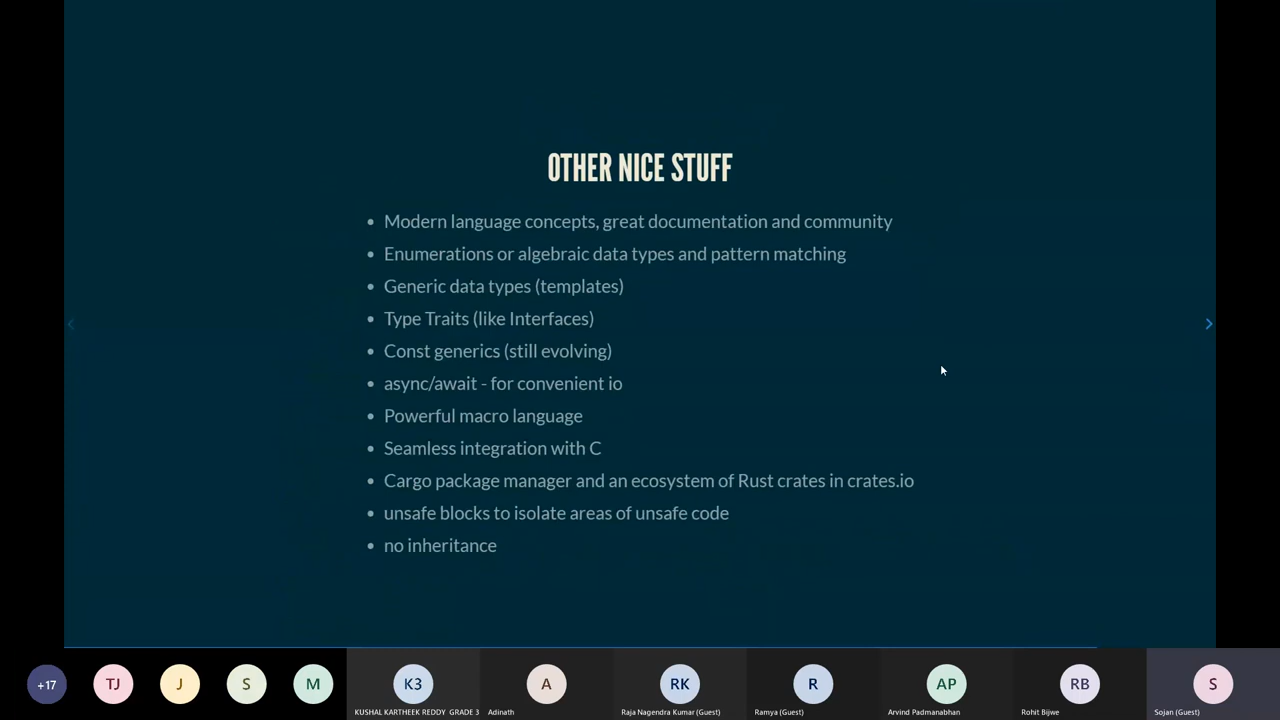 OTHER NICE STUFF
• Modern language concepts, great documentation and community
• Enumerations or algebraic data types and pattern matching
• Generic data types (templates)
• Type Traits (like Interfaces)
• Const generics (still evolving)
• async/await - for convenient io
• Powerful macro language
• Seamless integration with C
• Cargo package manager and an ecosystem of Rust crates in crates.io
• unsafe blocks to isolate areas of unsafe code
• no inheritance
+17
TJ
J
S
M
K3
A
RK
R
AP
RB
S
KUSHAL KARTHEEK REDDY GRADE 3
Adinath
Raja Nagendra Kumar (Guest)
Ramya (Guest)
Arvind Padmanabhan
Rohit Bijwe
Sojan (Guest)